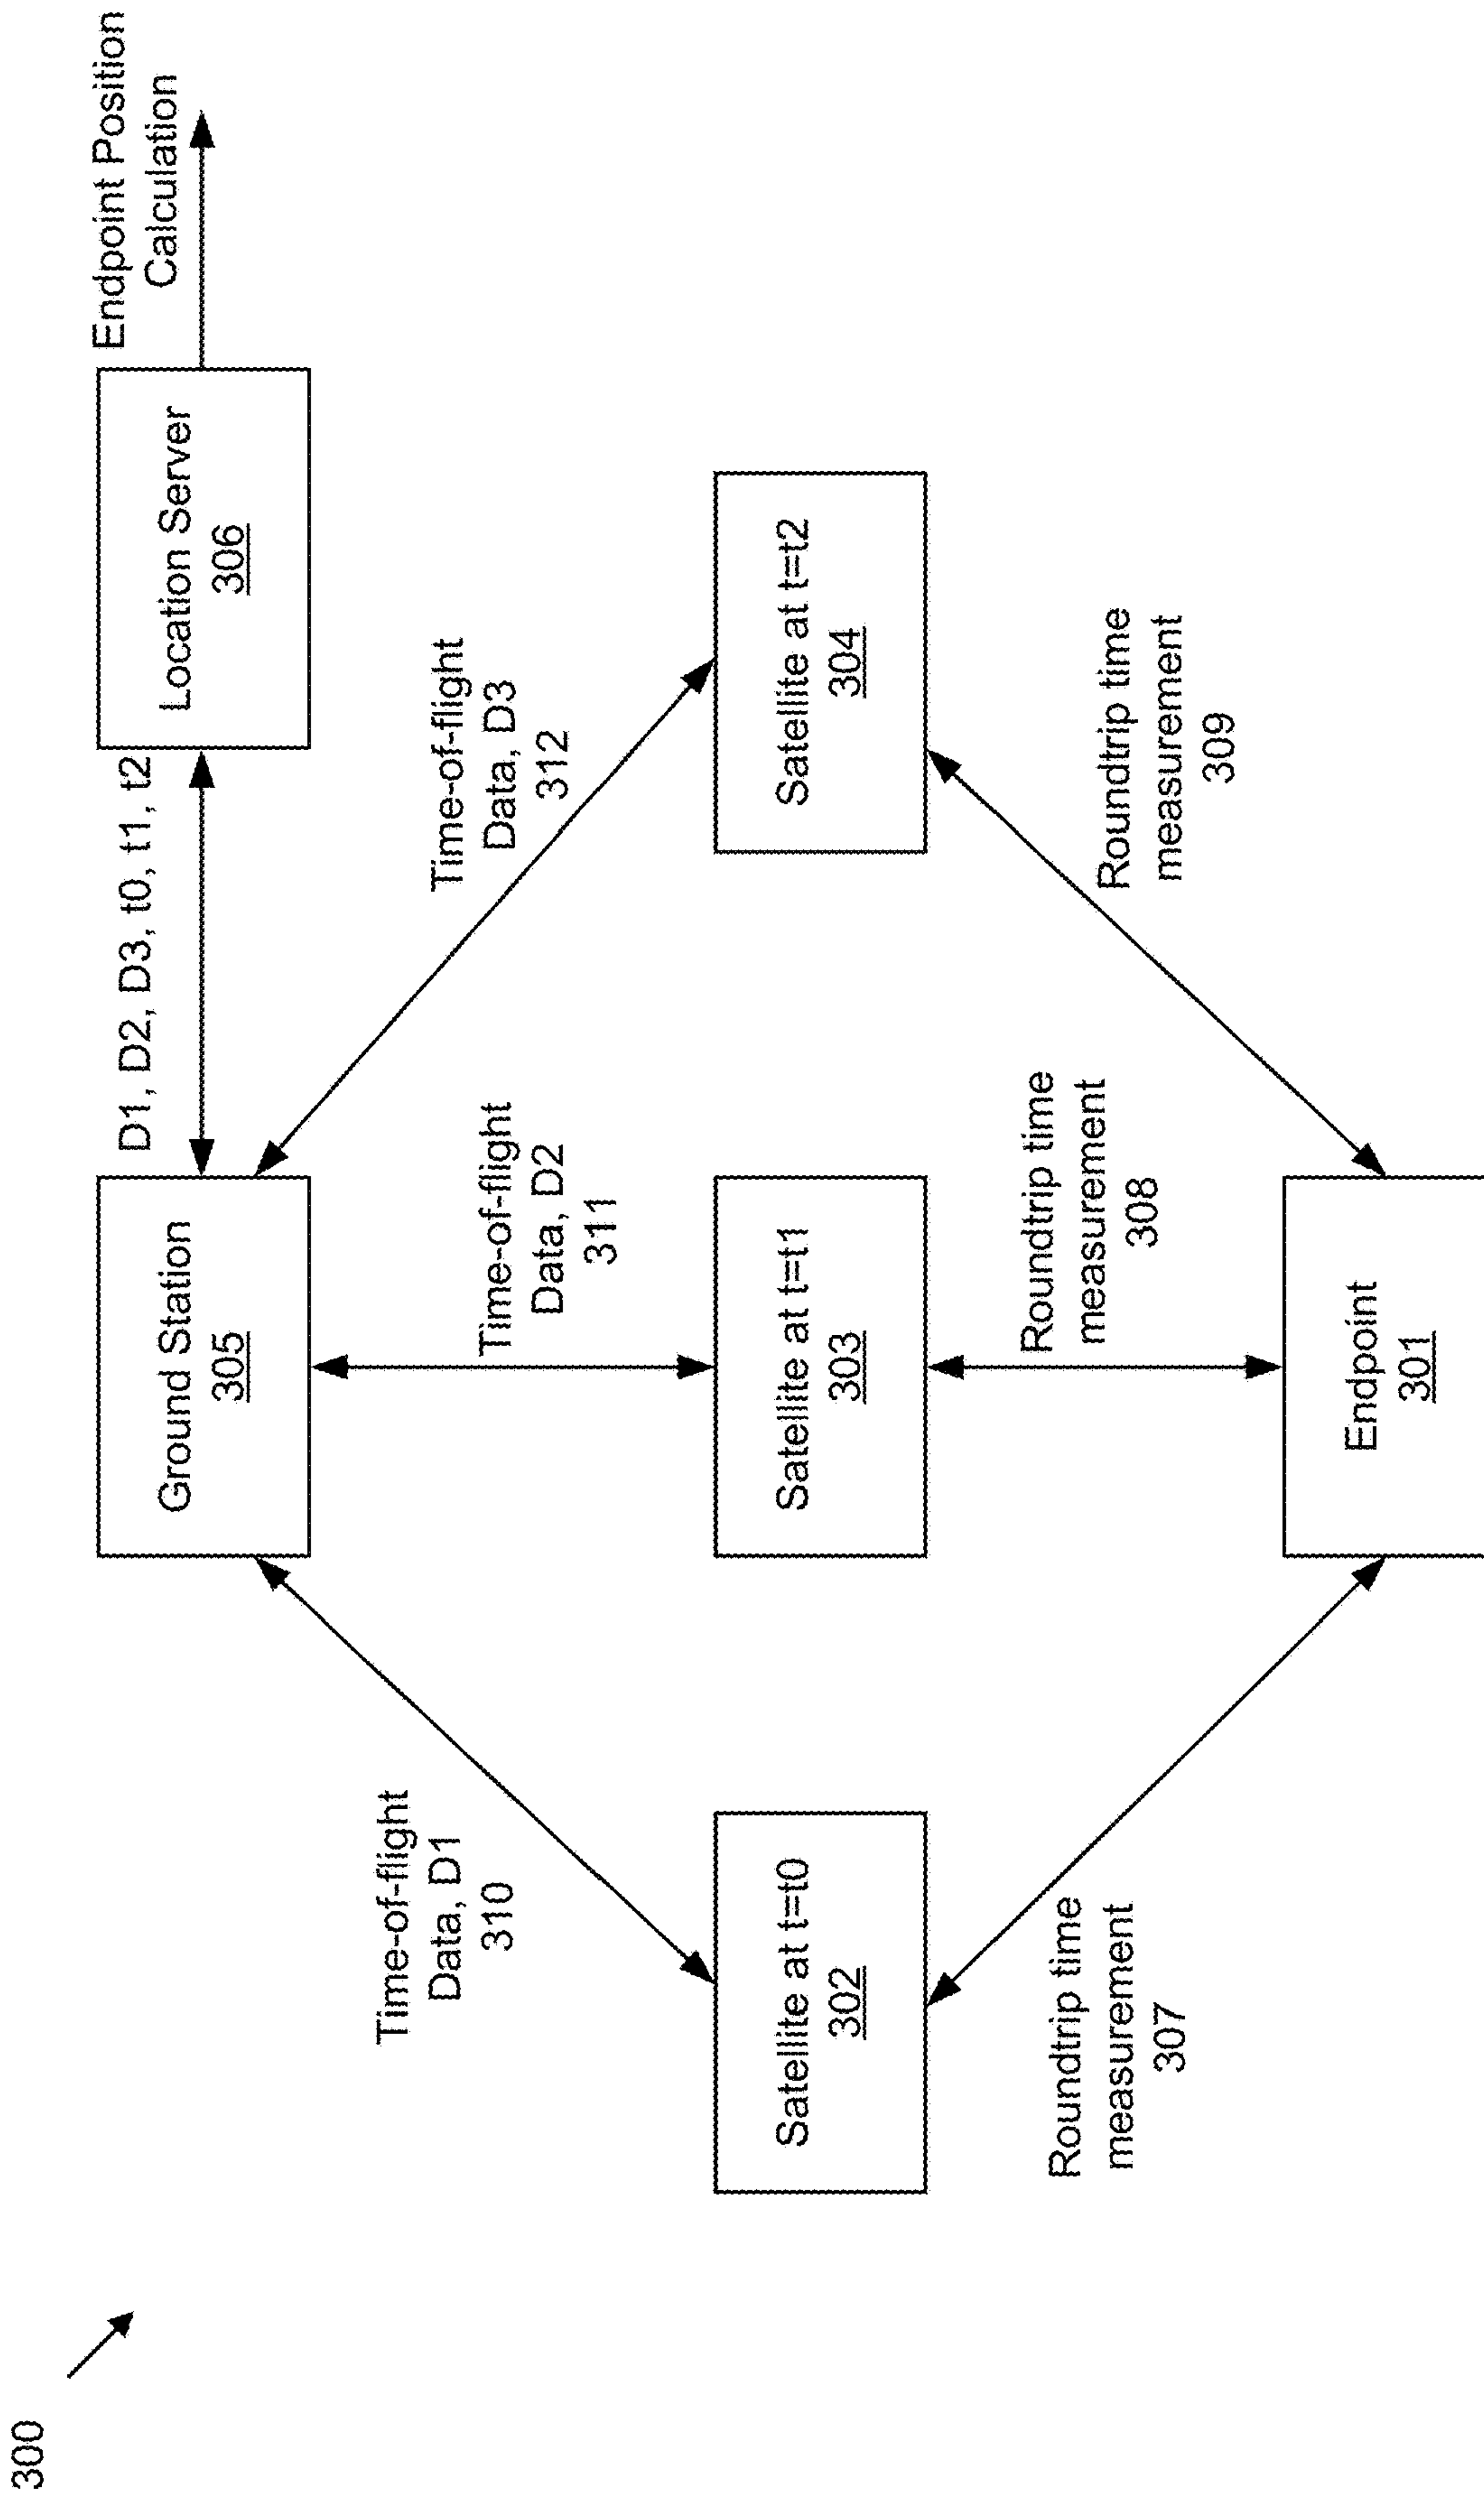 300
Ground Station
305
D1, D2, D3, t0, t1, t2
Location Server
306
Endpoint Position
Calculation
Time-of-flight
Data, D1
310
Time-of-flight
Data, D2
311
Time-of-flight
Data, D3
312
Satellite at t=t0
302
Satellite at t=t1
303
Satellite at t=t2
304
Roundtrip time
measurement
307
Roundtrip time
measurement
308
Roundtrip time
measurement
309
Endpoint
301